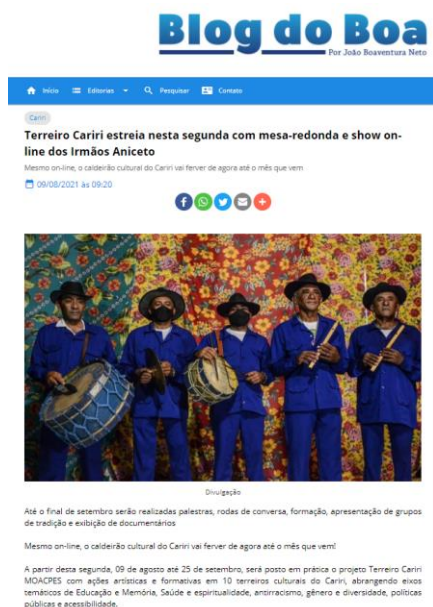 Blog do Boa
Por João Boaventura Neto
Início Editorias Pesquisar Contato
Cariri
Terreiro Cariri estreia nesta segunda com mesa-redonda e show on-
line dos Irmãos Aniceto
Mesmo on-line, o caldeirão cultural do Cariri vai ferver de agora até o mês que vem
09/08/2021 às 09:20
Divulgação
Até o final de setembro serão realizadas palestras, rodas de conversa, formação, apresentação de grupos
de tradição e exibição de documentários
Mesmo on-line, o caldeirão cultural do Cariri vai ferver de agora até o mês que vem!
A partir desta segunda, 09 de agosto até 25 de setembro, será posto em prática o projeto Terreiro Cariri
MOACPES com ações artísticas e formativas em 10 terreiros culturais do Cariri, abrangendo eixos
temáticos de Educação e Memória, Saúde e espiritualidade, antirracismo, gênero e diversidade, políticas
públicas e acessibilidade.